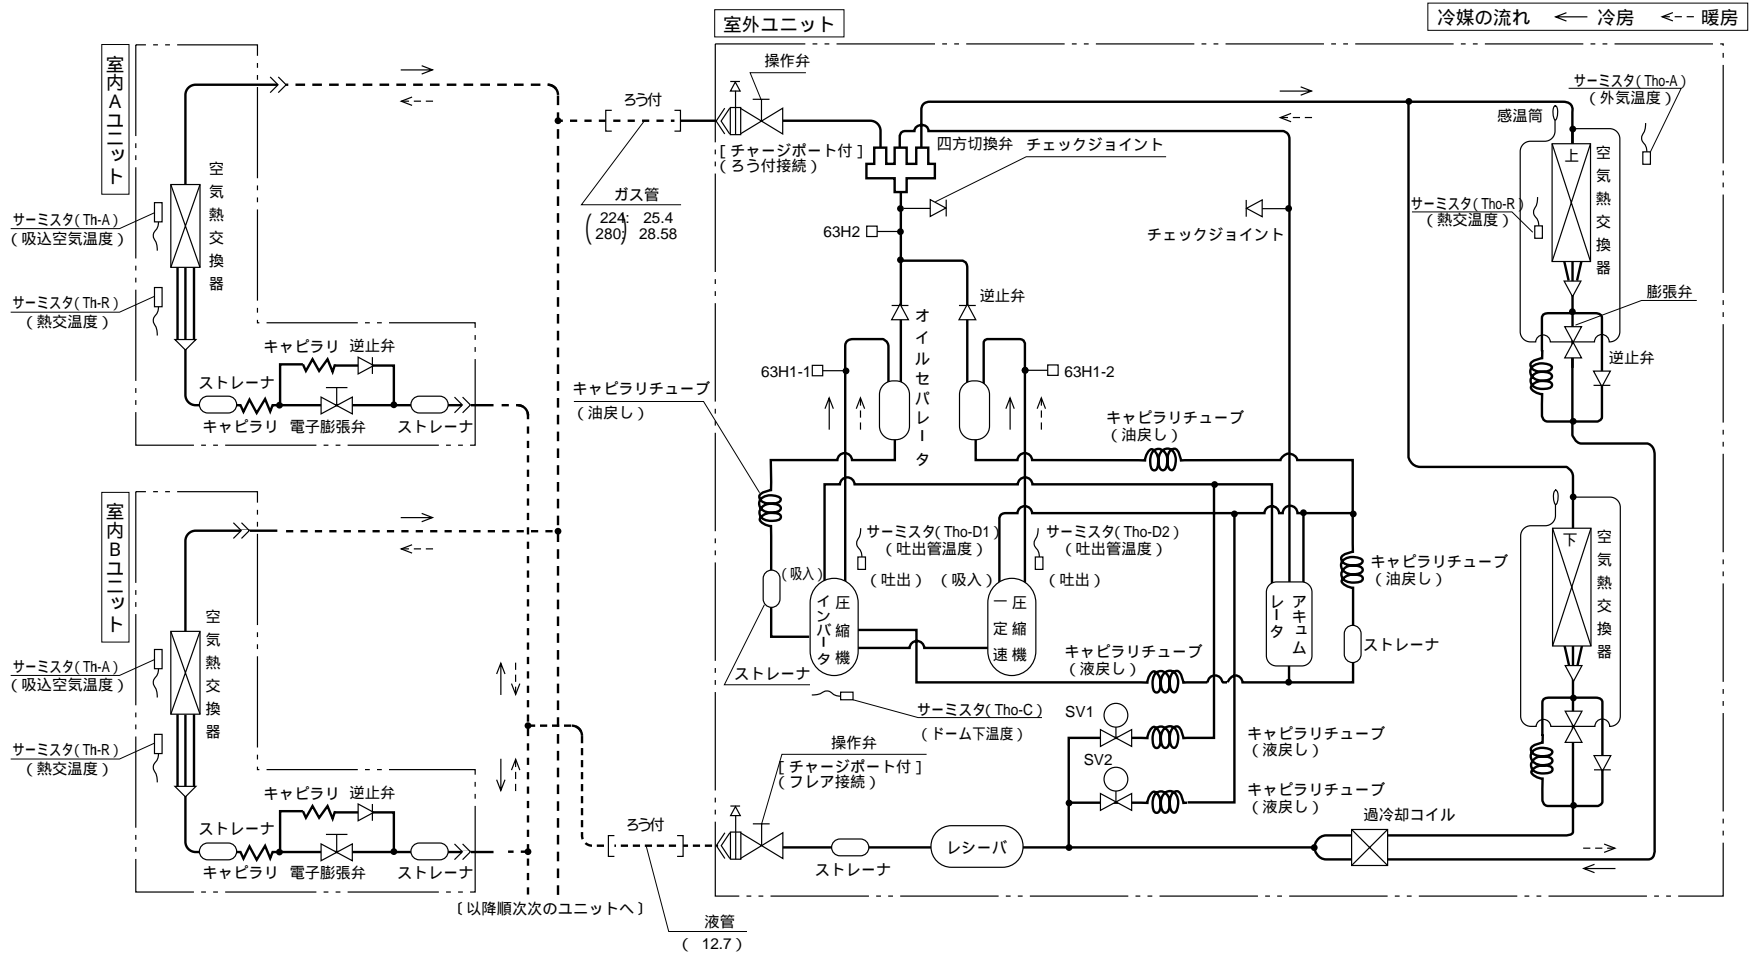 室外ユニット
冷媒の流れ ← 冷房 ←-- 暖房
室内Aユニット
空気熱交換器
サーミスタ(Th-A)
(吸込空気温度)
サーミスタ(Th-R)
(熱交温度)
キャピラリ 逆止弁
ストレーナ
キャピラリ 電子膨張弁 ストレーナ
室内Bユニット
空気熱交換器
サーミスタ(Th-A)
(吸込空気温度)
サーミスタ(Th-R)
(熱交温度)
キャピラリ 逆止弁
ストレーナ
キャピラリ 電子膨張弁 ストレーナ
〔以降順次次のユニットへ〕
ろう付
ガス管
(224: 25.4
280) 28.58
ろう付
液管
( 12.7)
操作弁
[チャージポート付]
(ろう付接続)
四方切換弁
チェックジョイント
63H2
チェックジョイント
逆止弁
オイルセパレータ
63H1-1
63H1-2
キャピラリチューブ
(油戻し)
キャピラリチューブ
(油戻し)
サーミスタ(Tho-D1)
(吐出管温度)
サーミスタ(Tho-D2)
(吐出管温度)
(吸入)
(吐出)
(吸入)
(吐出)
インバータ
圧縮機
一定速
圧縮機
アキュム
レータ
キャピラリチューブ
(油戻し)
ストレーナ
ストレーナ
キャピラリチューブ
(液戻し)
サーミスタ(Tho-C)
(ドーム下温度)
SV1
キャピラリチューブ
(液戻し)
SV2
キャピラリチューブ
(液戻し)
操作弁
[チャージポート付]
(フレア接続)
ストレーナ
レシーバ
過冷却コイル
サーミスタ(Tho-A)
(外気温度)
感温筒
上
空気熱交換器
サーミスタ(Tho-R)
(熱交温度)
膨張弁
逆止弁
下
空気熱交換器